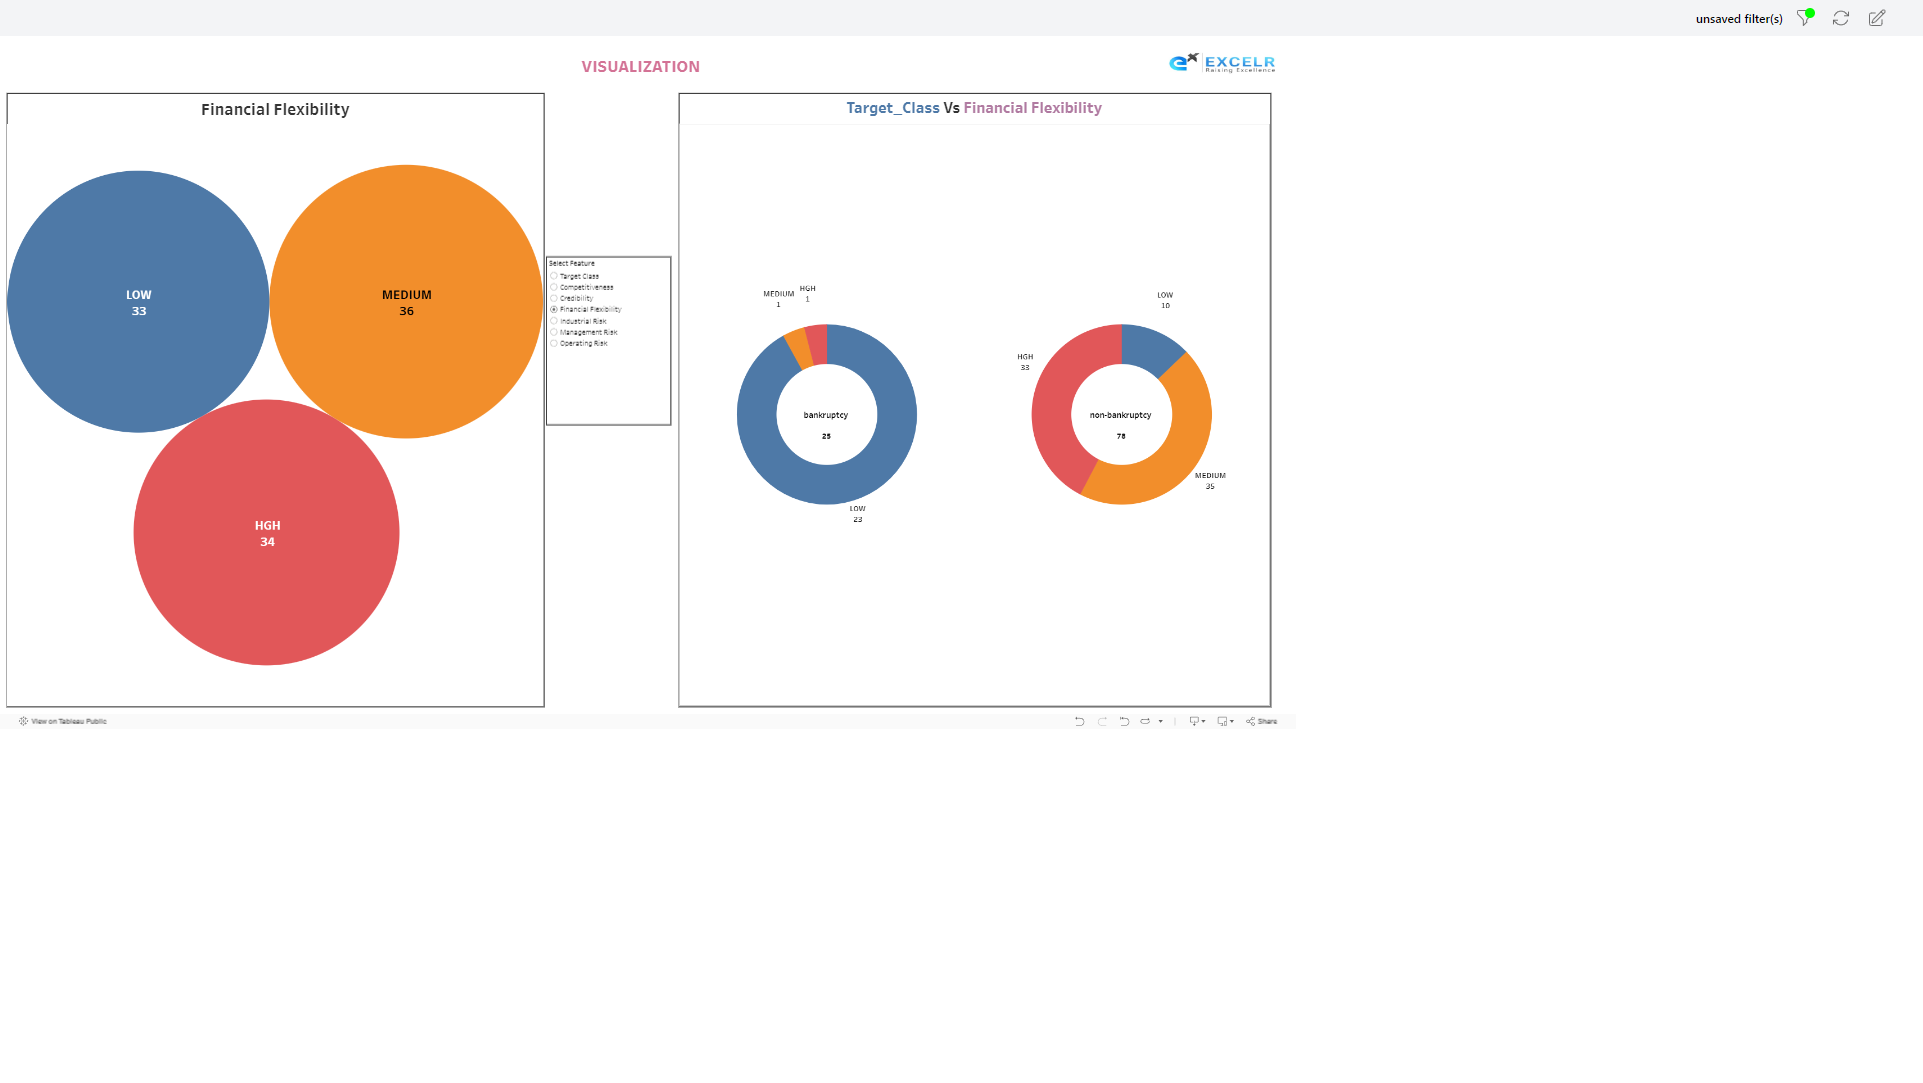 unsaved filter(s)
VISUALIZATION
ex EXCELR
Raising Excellence
Financial Flexibility
LOW
33
MEDIUM
36
HGH
34
Select Feature
Target Class
Competitiveness
Credibility
Financial Flexibility
Industrial Risk
Management Risk
Operating Risk
Target_Class Vs Financial Flexibility
MEDIUM
1
HGH
1
bankruptcy
25
LOW
23
LOW
10
HGH
33
non-bankruptcy
78
MEDIUM
35
View on Tableau Public
Share